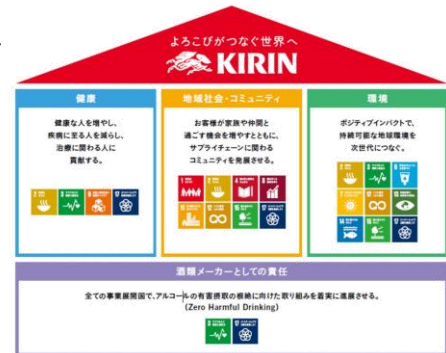 よろこびがつなぐ世界へ
KIRIN
健康
健康な人を増やし、
疾病に至る人を減らし、
治療に関わる人に
貢献する。
地域社会・コミュニティ
お客様が家族や仲間と
過ごす機会を増やすとともに、
サプライチェーンに関わる
コミュニティを発展させる。
環境
ポジティブインパクトで、
持続可能な地球環境を
次世代につなぐ。
酒類メーカーとしての責任
全ての事業展開国で、アルコールの有害摂取の根絶に向けた取り組みを着実に進展させる。
(Zero Harmful Drinking)